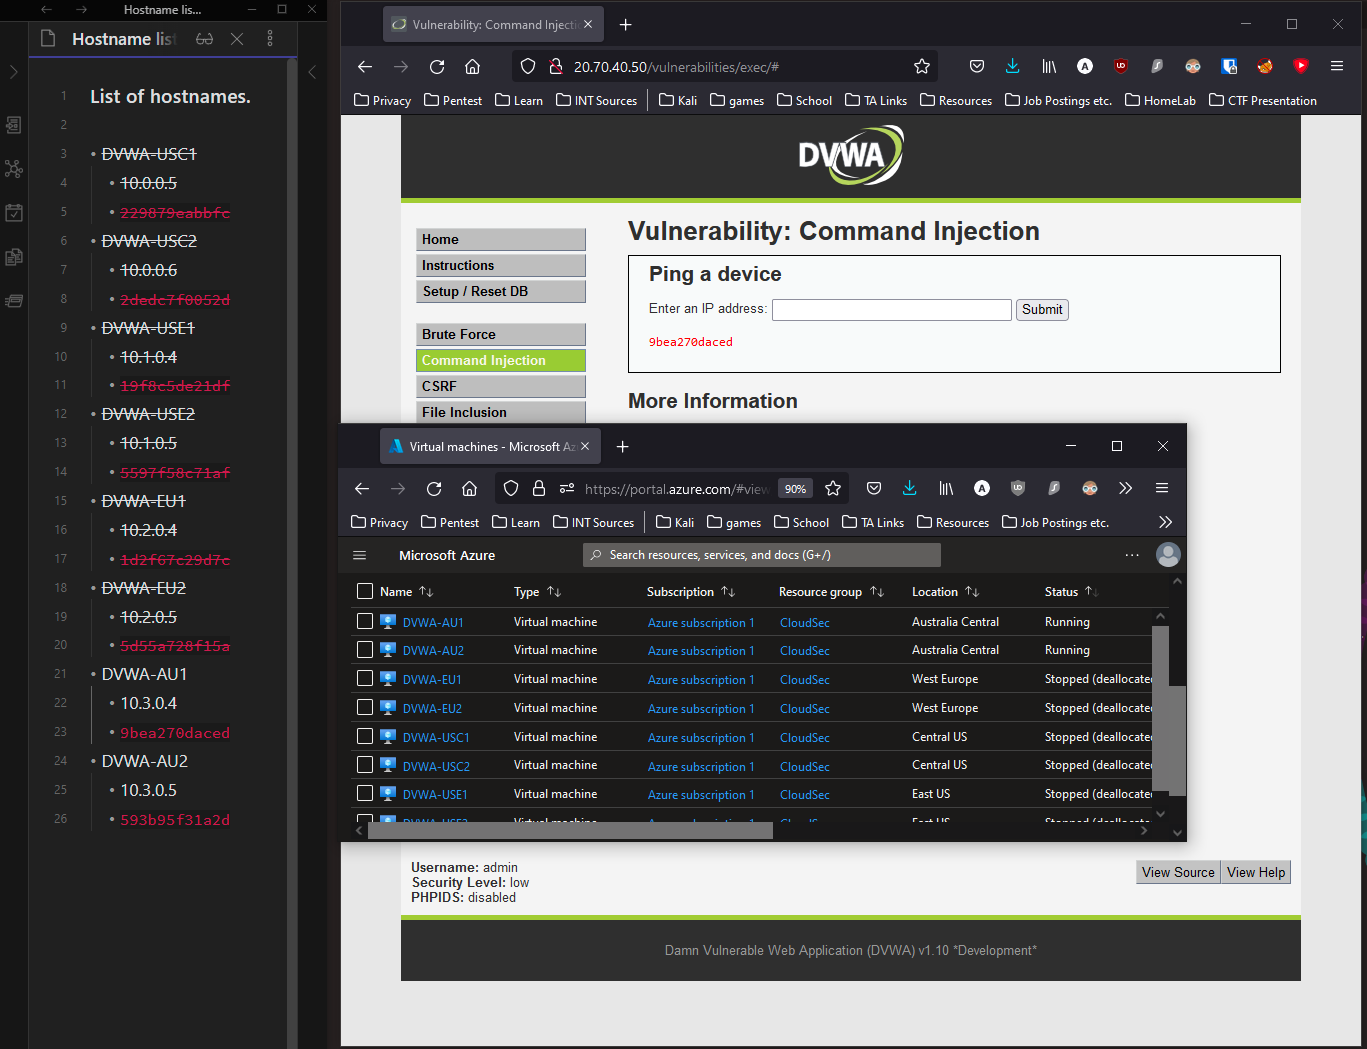 Hostname lis...
Hostname list
1 List of hostnames.
2
3 • DVWA-USC1
4 • 10.0.0.5
5 • 229879eabbfc
6 • DVWA-USC2
7 • 10.0.0.6
8 • 2dedc7f0052d
9 • DVWA-USE1
10 • 10.1.0.4
11 • 19f8c5de21df
12 • DVWA-USE2
13 • 10.1.0.5
14 • 5597f58c71af
15 • DVWA-EU1
16 • 10.2.0.4
17 • 1d2f67c29d7c
18 • DVWA-EU2
19 • 10.2.0.5
20 • 5d55a728f15a
21 • DVWA-AU1
22 • 10.3.0.4
23 • 9bea270daced
24 • DVWA-AU2
25 • 10.3.0.5
26 • 593b95f31a2d
Vulnerability: Command Injecti
20.70.40.50/vulnerabilities/exec/#
Privacy Pentest Learn INT Sources Kali games School TA Links Resources Job Postings etc. HomeLab CTF Presentation
DVWA
Home
Instructions
Setup / Reset DB
Brute Force
Command Injection
CSRF
File Inclusion
Vulnerability: Command Injection
Ping a device
Enter an IP address: Submit
9bea270daced
More Information
Virtual machines - Microsoft Az
https://portal.azure.com/#view 90%
Privacy Pentest Learn INT Sources Kali games School TA Links Resources Job Postings etc.
Microsoft Azure Search resources, services, and docs (G+/) ...
Name ↑↓ Type ↑↓ Subscription ↑↓ Resource group ↑↓ Location ↑↓ Status ↑
DVWA-AU1 Virtual machine Azure subscription 1 CloudSec Australia Central Running
DVWA-AU2 Virtual machine Azure subscription 1 CloudSec Australia Central Running
DVWA-EU1 Virtual machine Azure subscription 1 CloudSec West Europe Stopped (deallocate
DVWA-EU2 Virtual machine Azure subscription 1 CloudSec West Europe Stopped (deallocate
DVWA-USC1 Virtual machine Azure subscription 1 CloudSec Central US Stopped (deallocate
DVWA-USC2 Virtual machine Azure subscription 1 CloudSec Central US Stopped (deallocate
DVWA-USE1 Virtual machine Azure subscription 1 CloudSec East US Stopped (deallocate
Username: admin
Security Level: low
PHPIDS: disabled
View Source View Help
Damn Vulnerable Web Application (DVWA) v1.10 *Development*